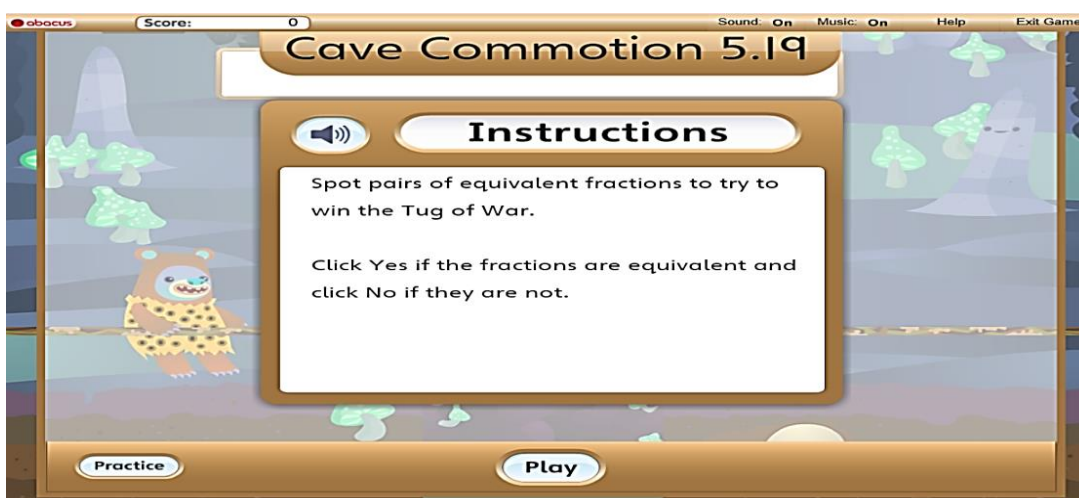 abacus Score: 0 Sound: On Music: On Help Exit Game
Cave Commotion 5.19
Instructions
Spot pairs of equivalent fractions to try to
win the Tug of War.
Click Yes if the fractions are equivalent and
click No if they are not.
Practice Play